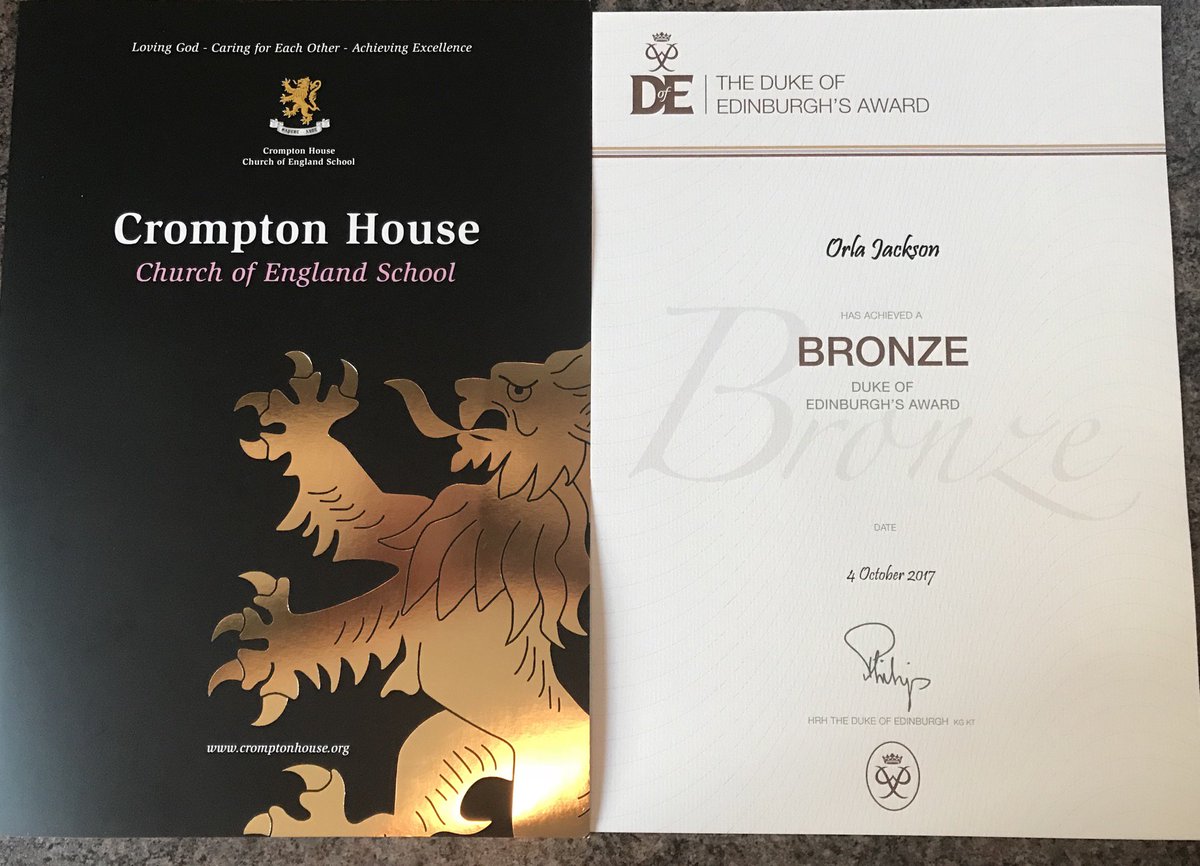 Loving God - Caring for Each Other - Achieving Excellence
Crompton House
Church of England School
Crompton House
Church of England School
www.cromptonhouse.org
DofE
THE DUKE OF
EDINBURGH'S AWARD
Orla Jackson
HAS ACHIEVED A
BRONZE
DUKE OF
EDINBURGH'S AWARD
Bronze
DATE
4 October 2017
Philip
HRH THE DUKE OF EDINBURGH KG KT